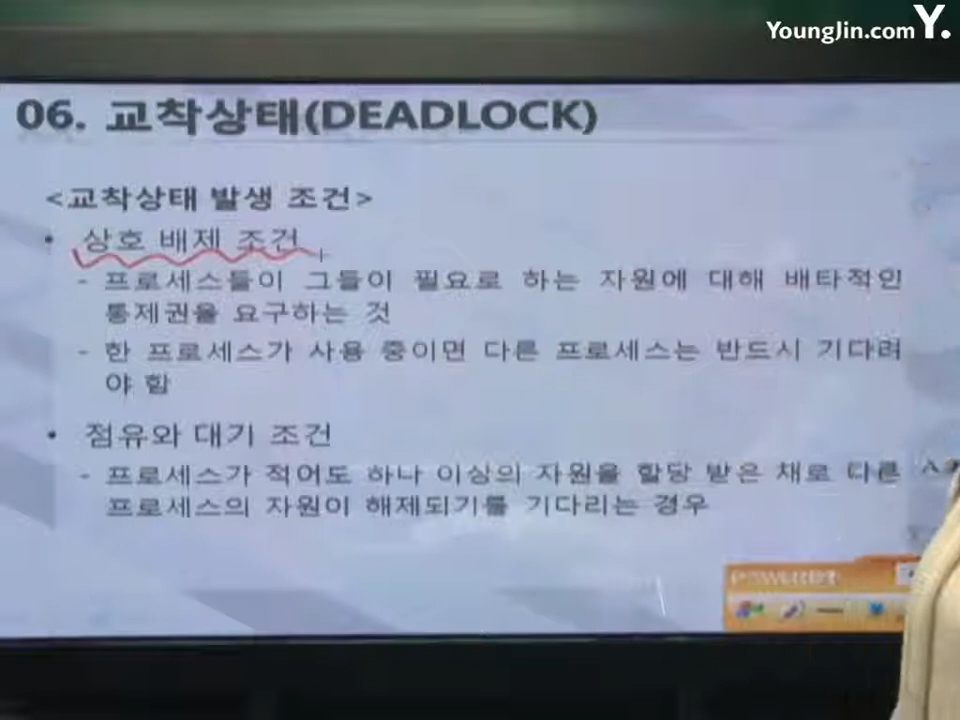 YoungJin.com Y.
06. 교착상태(DEADLOCK)
<교착상태 발생 조건>
• 상호 배제 조건
- 프로세스들이 그들이 필요로 하는 자원에 대해 배타적인
통제권을 요구하는 것
- 한 프로세스가 사용 중이면 다른 프로세스는 반드시 기다려
야 함
• 점유와 대기 조건
- 프로세스가 적어도 하나 이상의 자원을 할당 받은 채로 다른
프로세스의 자원이 해제되기를 기다리는 경우